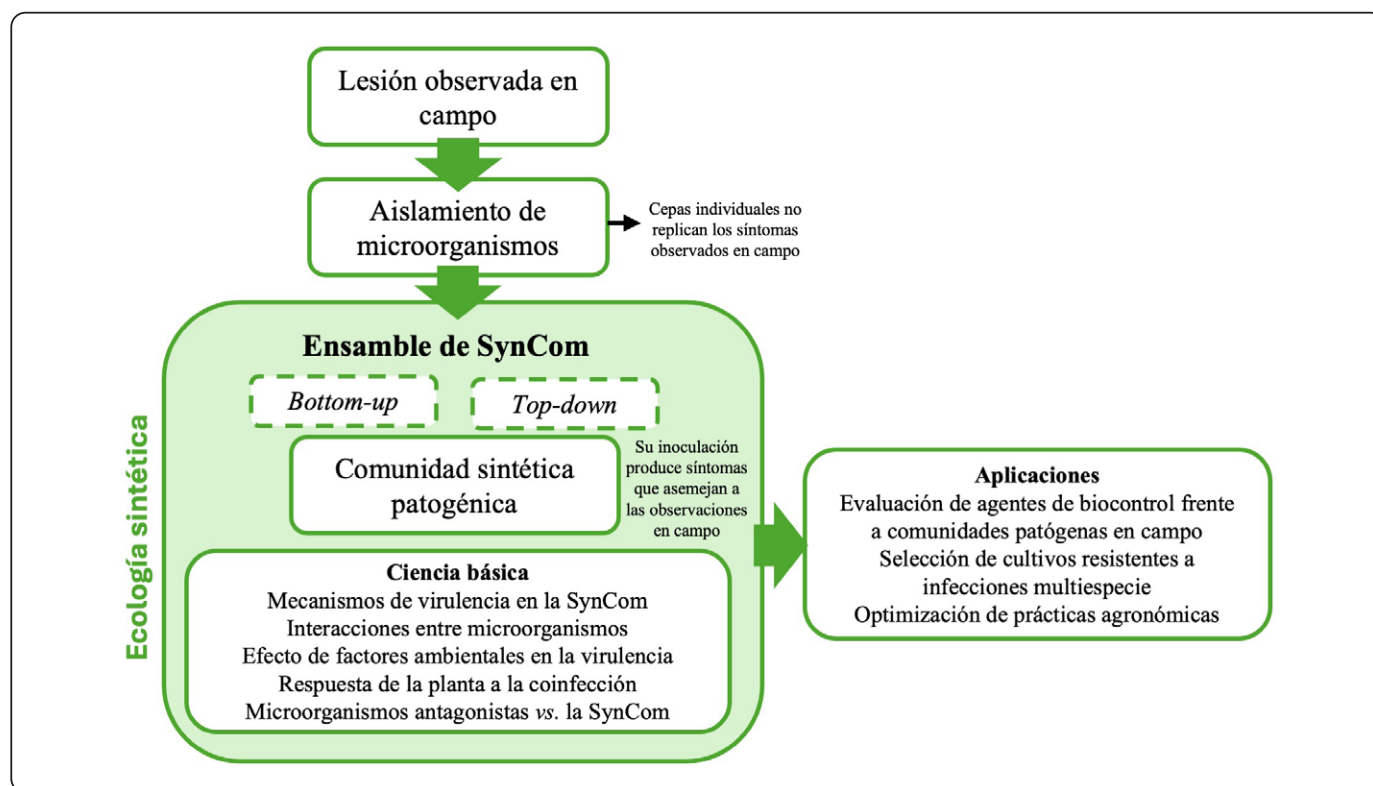 Lesión observada en
campo
Aislamiento de
microorganismos
Cepas individuales no
replican los síntomas
observados en campo
Ecología sintética
Ensamble de SynCom
Bottom-up
Top-down
Comunidad sintética
patogénica
Su inoculación
produce síntomas
que asemejan a
las observaciones
en campo
Ciencia básica
Mecanismos de virulencia en la SynCom
Interacciones entre microorganismos
Efecto de factores ambientales en la virulencia
Respuesta de la planta a la coinfección
Microorganismos antagonistas vs. la SynCom
Aplicaciones
Evaluación de agentes de biocontrol frente
a comunidades patógenas en campo
Selección de cultivos resistentes a
infecciones multiespecie
Optimización de prácticas agronómicas